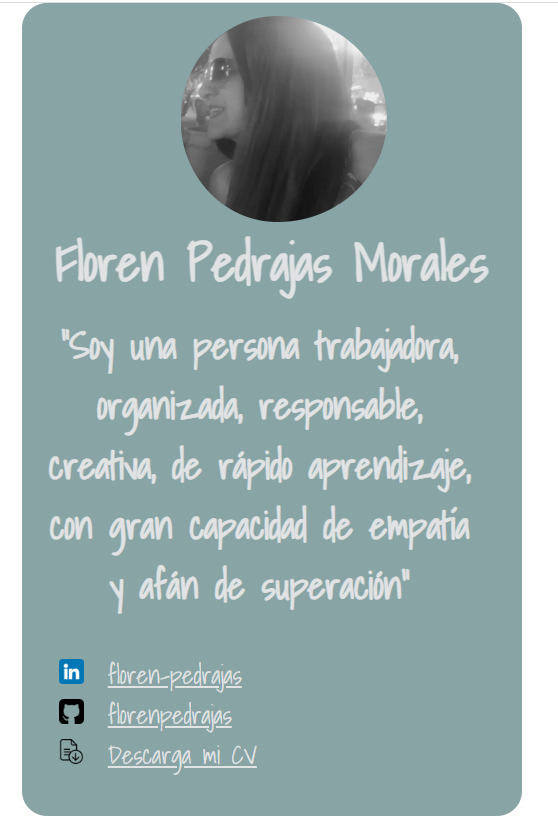 Floren Pedrajas Morales
"Soy una persona trabajadora,
organizada, responsable,
creativa, de rápido aprendizaje,
con gran capacidad de empatía
y afán de superación"
in
floren-pedrajas
florenpedrajas
Descarga mi CV